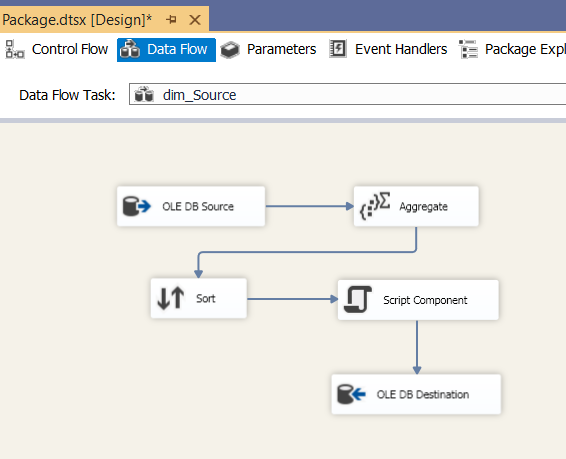 Package.dtsx [Design]*
Control Flow Data Flow Parameters Event Handlers Package Expl
Data Flow Task: dim_Source
OLE DB Source Aggregate
Sort Script Component
OLE DB Destination